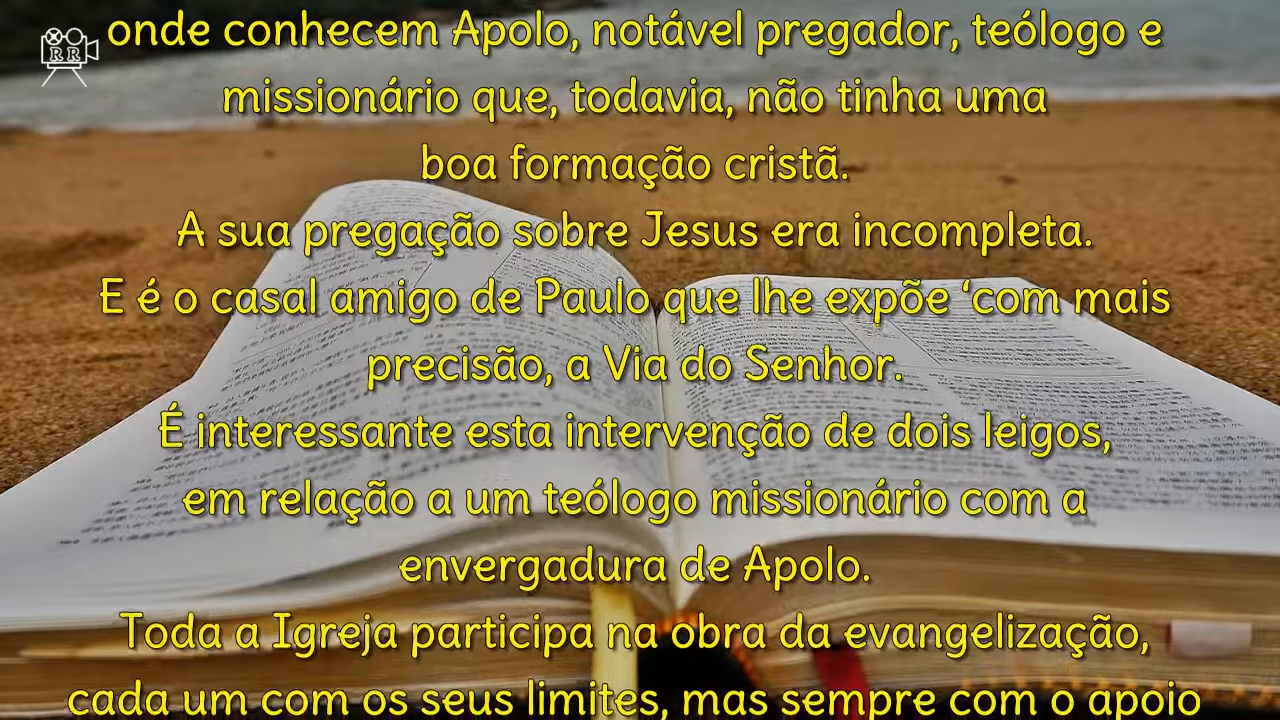 RR
onde conhecem Apolo, notável pregador, teólogo e
missionário que, todavia, não tinha uma
boa formação cristã.
A sua pregação sobre Jesus era incompleta.
E é o casal amigo de Paulo que lhe expõe ‘com mais
precisão, a Via do Senhor.
É interessante esta intervenção de dois leigos,
em relação a um teólogo missionário com a
envergadura de Apolo.
Toda a Igreja participa na obra da evangelização,
cada um com os seus limites, mas sempre com o apoio